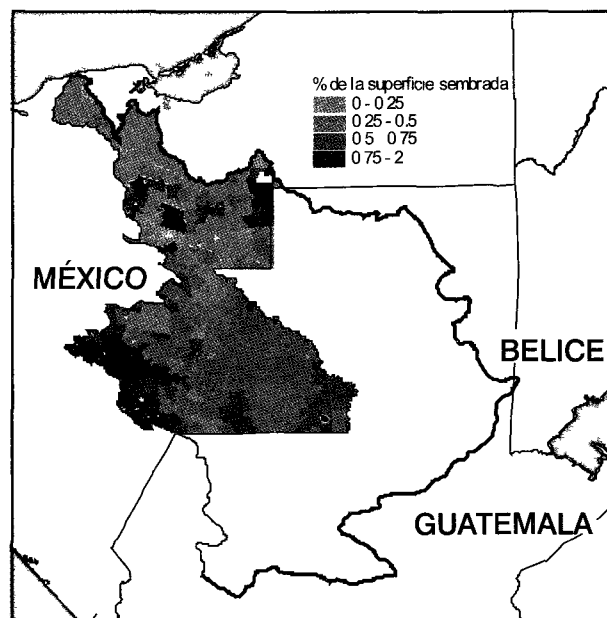 % de la superficie sembrada
0 - 0 25
0 25 - 0.5
0 5 0 75
0 75 - 2
MÉXICO
BELICE
GUATEMALA